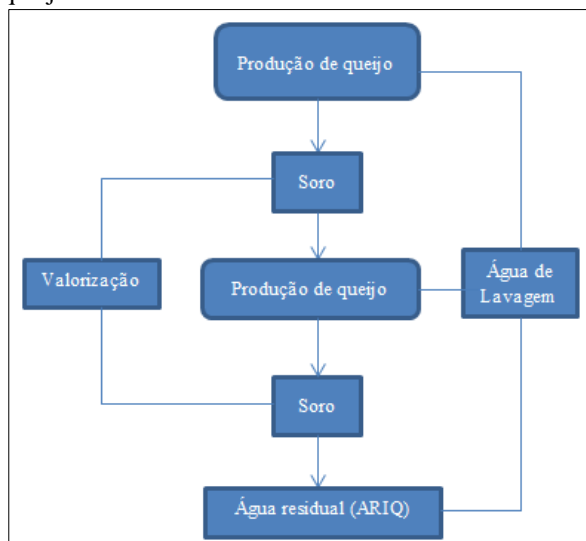 Produção de queijo
Soro
Valorização
Produção de queijo
Água de
Lavagem
Soro
Água residual (ARIQ)